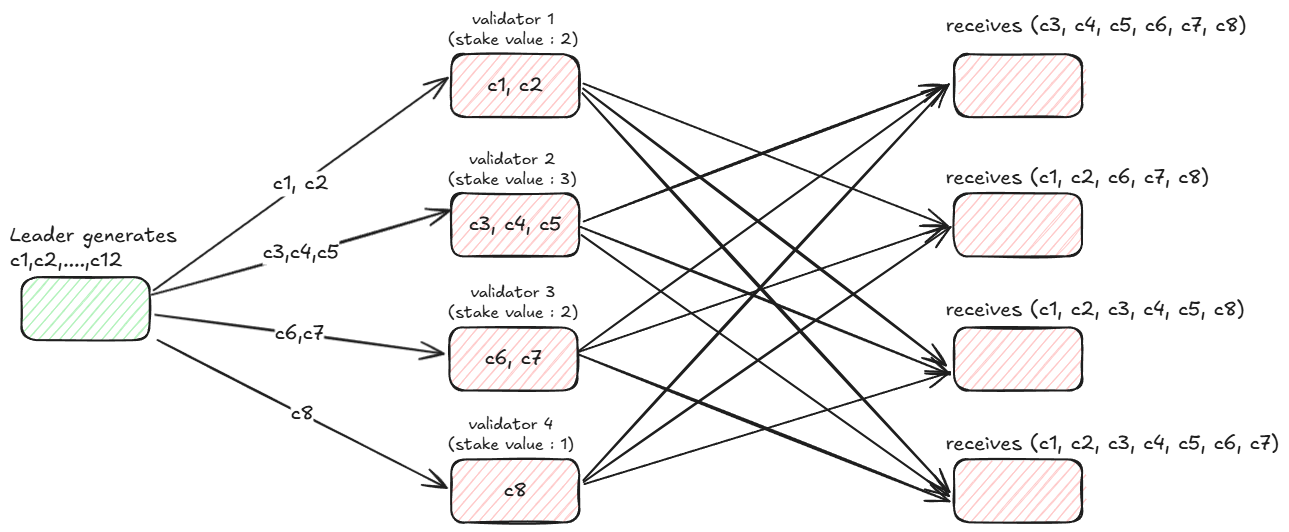 Leader generates
c1,c2,....,c12
c1, c2
c3,c4,c5
c6,c7
c8
validator 1
(stake value : 2)
c1, c2
validator 2
(stake value : 3)
c3, c4, c5
validator 3
(stake value : 2)
c6, c7
validator 4
(stake value : 1)
c8
receives (c3, c4, c5, c6, c7, c8)
receives (c1, c2, c6, c7, c8)
receives (c1, c2, c3, c4, c5, c8)
receives (c1, c2, c3, c4, c5, c6, c7)